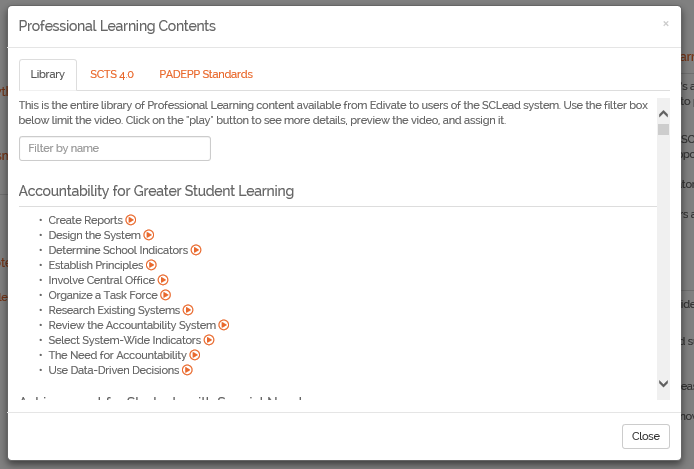 Professional Learning Contents
×
Library
SCTS 4.0
PADEPP Standards
This is the entire library of Professional Learning content available from Edivate to users of the SCLead system. Use the filter box
below limit the video. Click on the "play" button to see more details, preview the video, and assign it.
Filter by name
Accountability for Greater Student Learning
• Create Reports
• Design the System
• Determine School Indicators
• Establish Principles
• Involve Central Office
• Organize a Task Force
• Research Existing Systems
• Review the Accountability System
• Select System-Wide Indicators
• The Need for Accountability
• Use Data-Driven Decisions
Close